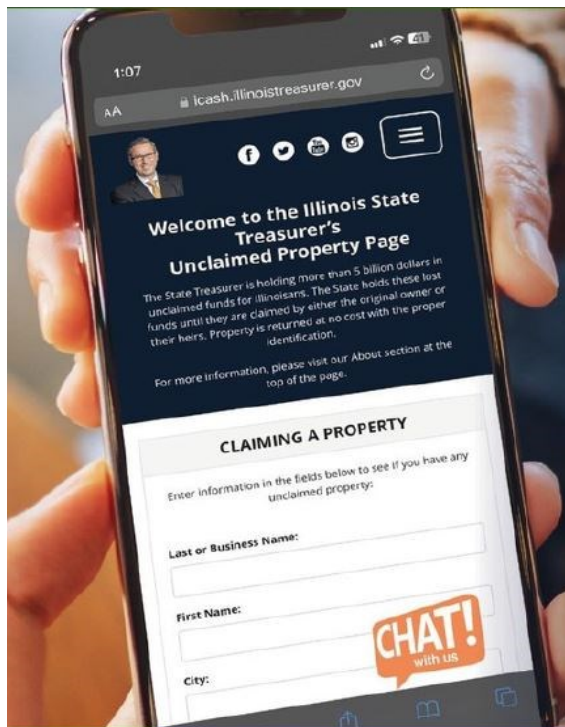 1:07
41
AA
icash.illinoistreasurer.gov
f
You
Tube
Welcome to the Illinois State
Treasurer's
Unclaimed Property Page
The State Treasurer is holding more than 5 billion dollars in
unclaimed funds for Illinoisans. The State holds these lost
funds until they are claimed by either the original owner or
their heirs. Property is returned at no cost with the proper
identification.
For more information, please visit our About section at the
top of the page.
CLAIMING A PROPERTY
Enter information in the fields below to see if you have any
unclaimed property:
Last or Business Name:
First Name:
City:
CHAT!
with us